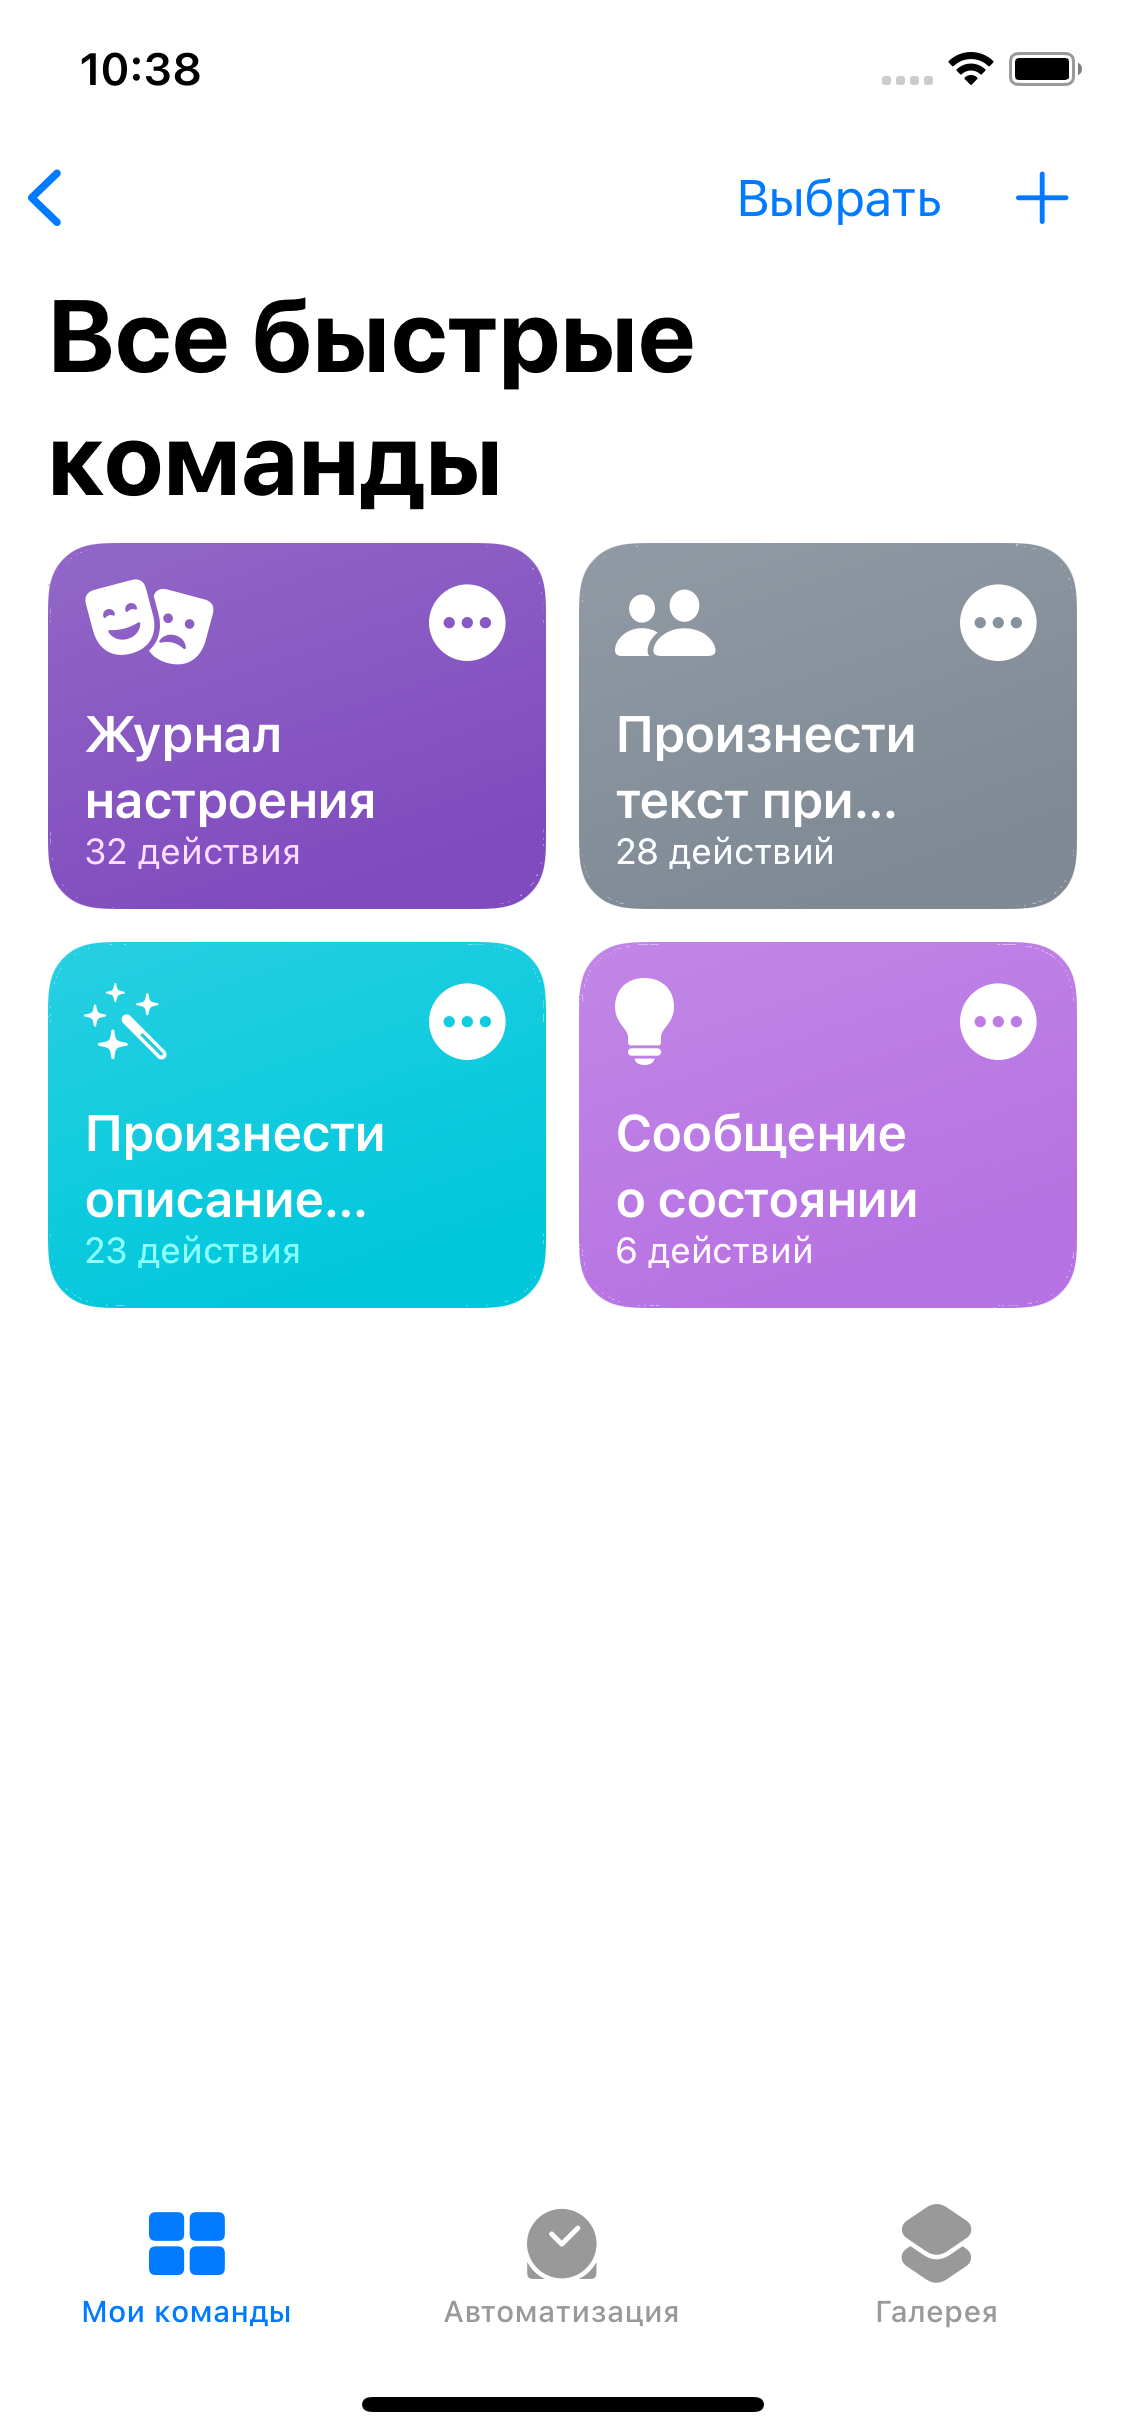 10:38
Выбрать
Все быстрые
команды
Журнал
настроения
32 действия
Произнести
текст при...
28 действий
Произнести
описание...
23 действия
Сообщение
о состоянии
6 действий
Мои команды
Автоматизация
Галерея